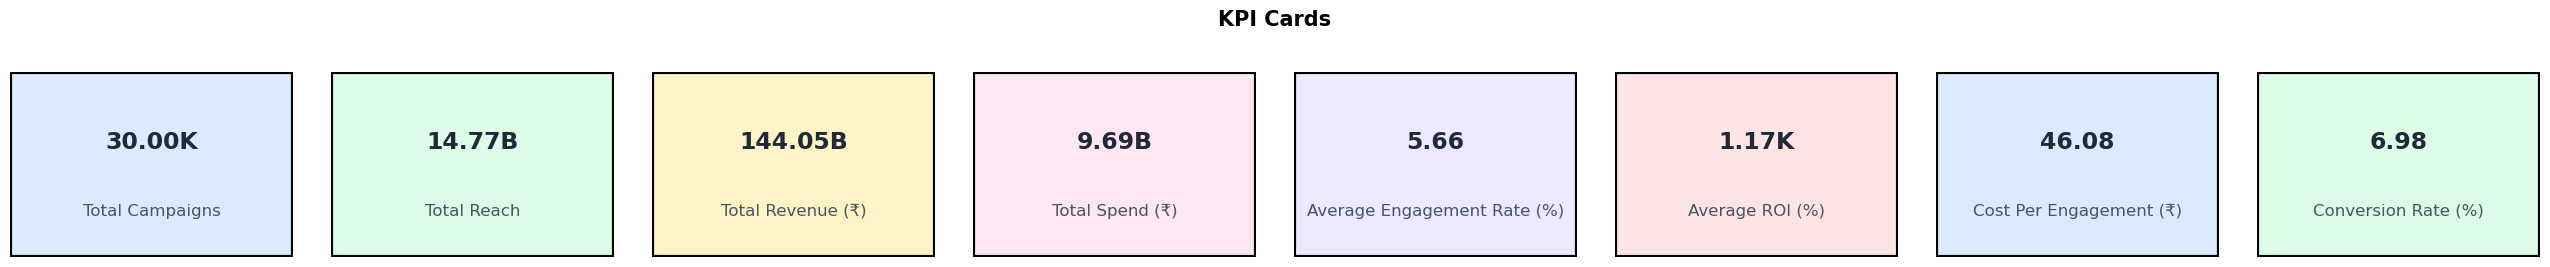 KPI Cards
30.00K
Total Campaigns
14.77B
Total Reach
144.05B
Total Revenue (₹)
9.69B
Total Spend (₹)
5.66
Average Engagement Rate (%)
1.17K
Average ROI (%)
46.08
Cost Per Engagement (₹)
6.98
Conversion Rate (%)